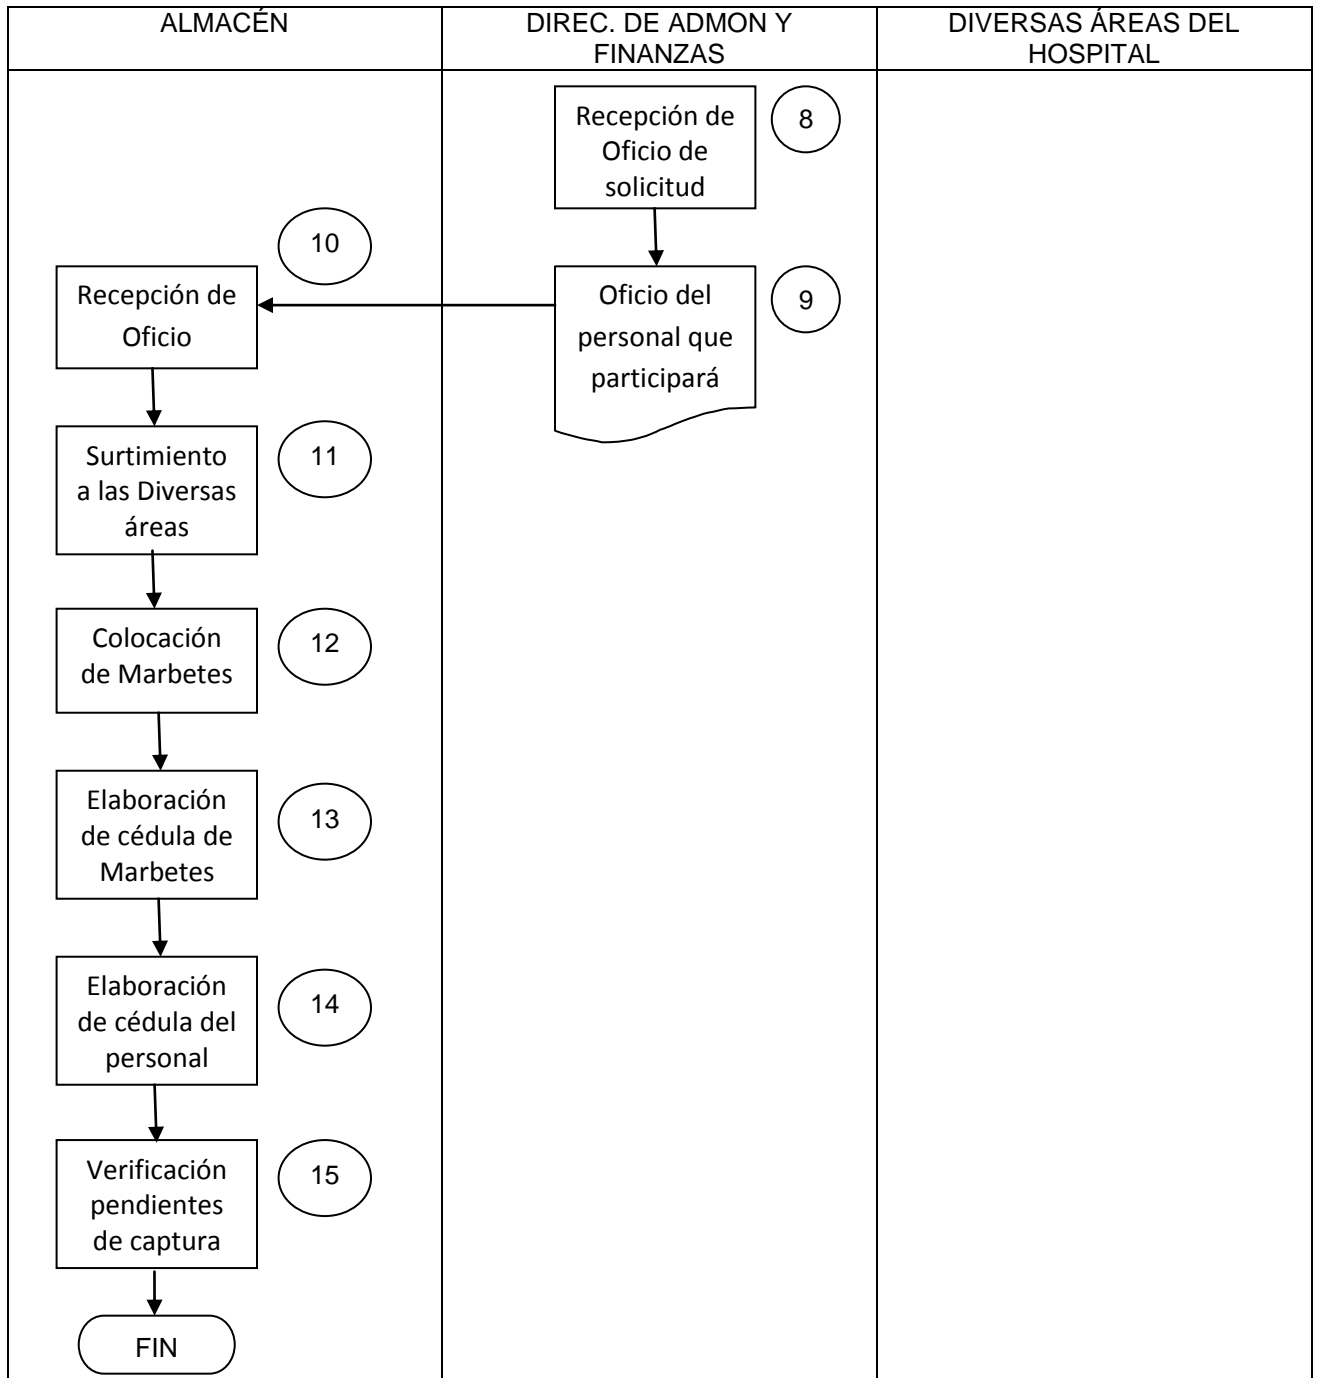 ALMACÉN
DIREC. DE ADMON Y
FINANZAS
DIVERSAS ÁREAS DEL
HOSPITAL
Recepción de
Oficio de
solicitud
8
Oficio del
personal que
participará
9
10
Recepción de
Oficio
Surtimiento
a las Diversas
áreas
11
Colocación
de Marbetes
12
Elaboración
de cédula de
Marbetes
13
Elaboración
de cédula del
personal
14
Verificación
pendientes
de captura
15
FIN